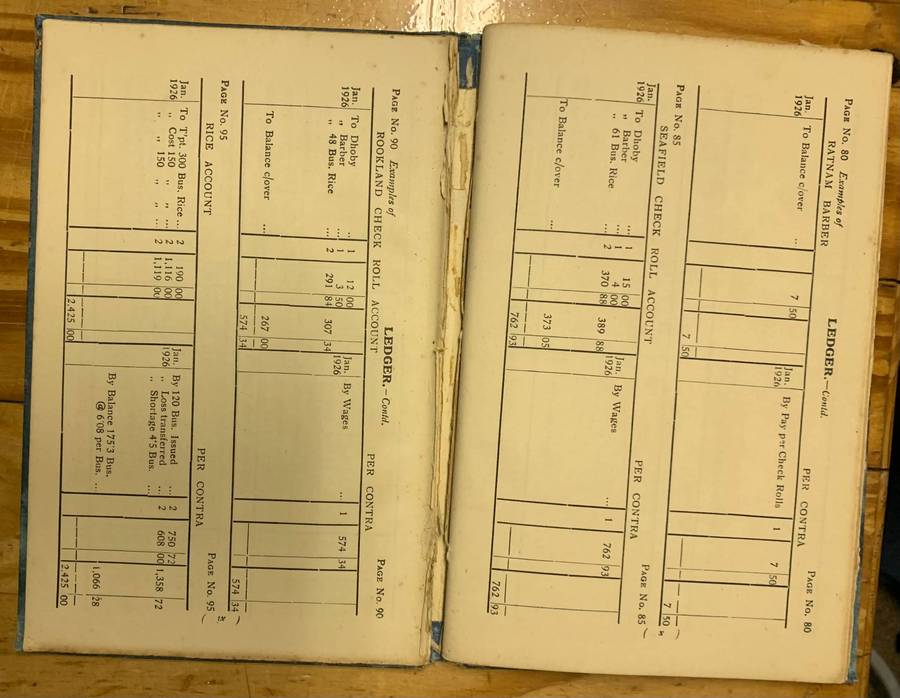 PAGE No. 80 Examples of LEDGER.—Contd. PAGE No. 80
RATNAM BARBER PER CONTRA
Jan. Jan.
1926 To Balance c/over .. 7 50 1926 By Pay per Check Rolls 1 7 50
7 50 7 50
PAGE No. 85 PAGE No. 85
SEAFIELD CHECK ROLL ACCOUNT PER CONTRA
Jan. Jan.
1926 To Dhoby ... 1 15 00 1926 By Wages ... 1 762 93
„ Barber ... 1 4 00
„ 61 Bus. Rice ... 2 370 88 389 88
To Balance c/over ... 373 05
762 93 762 93
PAGE No. 90 Examples of LEDGER.—Contd. PAGE No. 90
ROOKLAND CHECK ROLL ACCOUNT PER CONTRA
Jan. Jan.
1926 To Dhoby ... 1 12 00 1926 By Wages ... 1 574 34
„ Barber ... 1 3 50
„ 48 Bus. Rice ... 2 291 84 307 34
To Balance c/over ... 267 00
574 34 574 34
PAGE No. 95 PAGE No. 95
RICE ACCOUNT PER CONTRA
Jan. Jan.
1926 To T'pt. 300 Bus. Rice ... 2 190 00 1926 By 120 Bus. Issued ... 2 750 72
„ Cost 150 „ „ ... 2 1,116 00 „ Loss transferred
„ „ 150 „ „ ... 2 1,119 00 „ Shortage 4'5 Bus. ... 2 608 00 1,358 72
By Balance 175'3 Bus.
@ 6'08 per Bus. ... 1,066 28
2,425 00 2,425 00